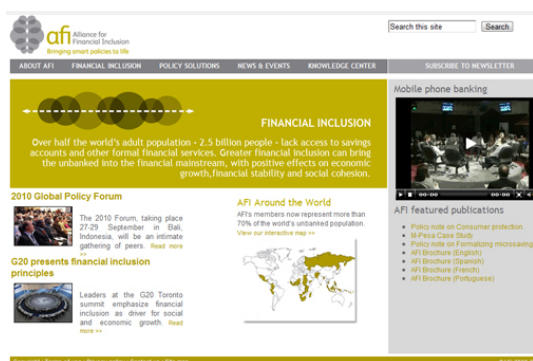 Search this site
Search
afi Alliance for
Financial Inclusion
Bringing smart policies to life
ABOUT AFI
FINANCIAL INCLUSION
POLICY SOLUTIONS
NEWS & EVENTS
KNOWLEDGE CENTER
SUBSCRIBE TO NEWSLETTER
FINANCIAL INCLUSION
Over half the world's adult population - 2.5 billion people - lack access to savings
accounts and other formal financial services. Greater financial inclusion can bring
the unbanked into the financial mainstream, with positive effects on economic
growth,financial stability and social cohesion.
2010 Global Policy Forum
The 2010 Forum, taking place
27-29 September in Bali,
Indonesia, will be an intimate
gathering of peers. Read more
>>
G20 presents financial inclusion
principles
Leaders at the G20 Toronto
summit emphasize financial
inclusion as driver for social
and economic growth. Read
more >>
AFI Around the World
AFI's members now represent more than
70% of the world's unbanked population.
View our interactive map >>
Mobile phone banking
00:00
00:00
AFI featured publications
Policy note on Consumer protection
M-Pesa Case Study
Policy note on Formalizing microsaving
AFI Brochure (English)
AFI Brochure (Spanish)
AFI Brochure (French)
AFI Brochure (Portuguese)